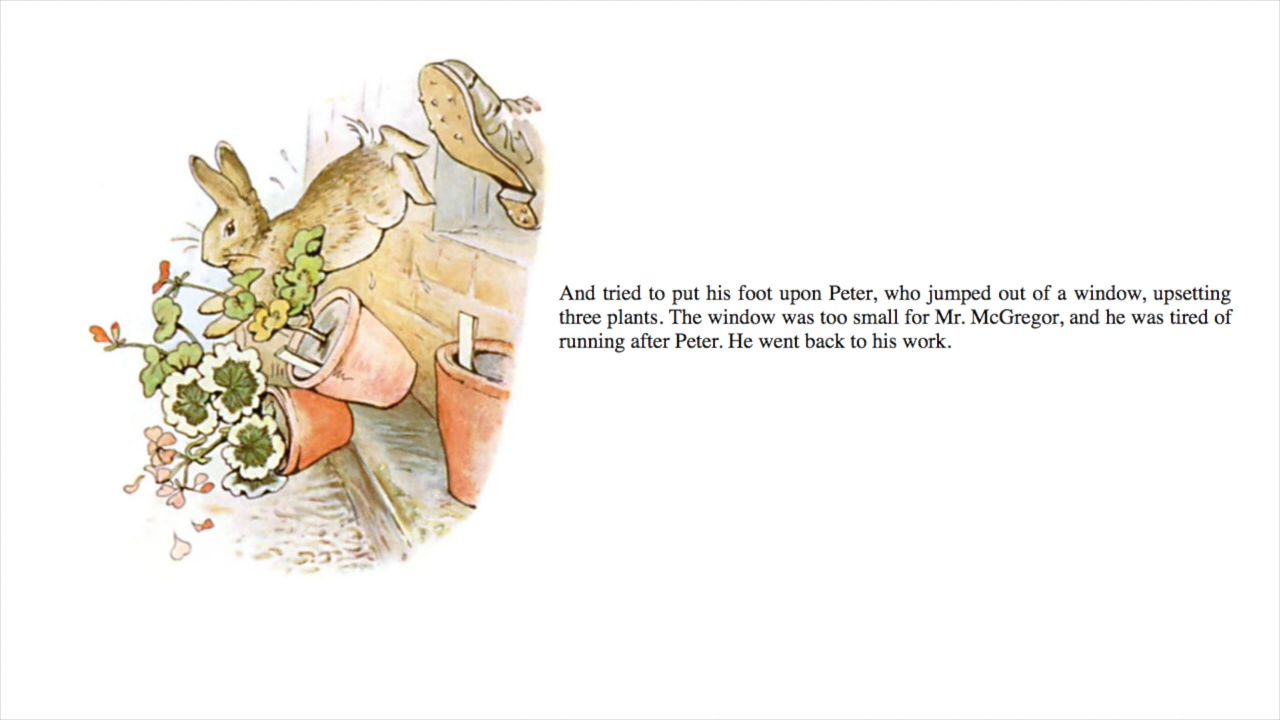 And tried to put his foot upon Peter, who jumped out of a window, upsetting
three plants. The window was too small for Mr. McGregor, and he was tired of
running after Peter. He went back to his work.